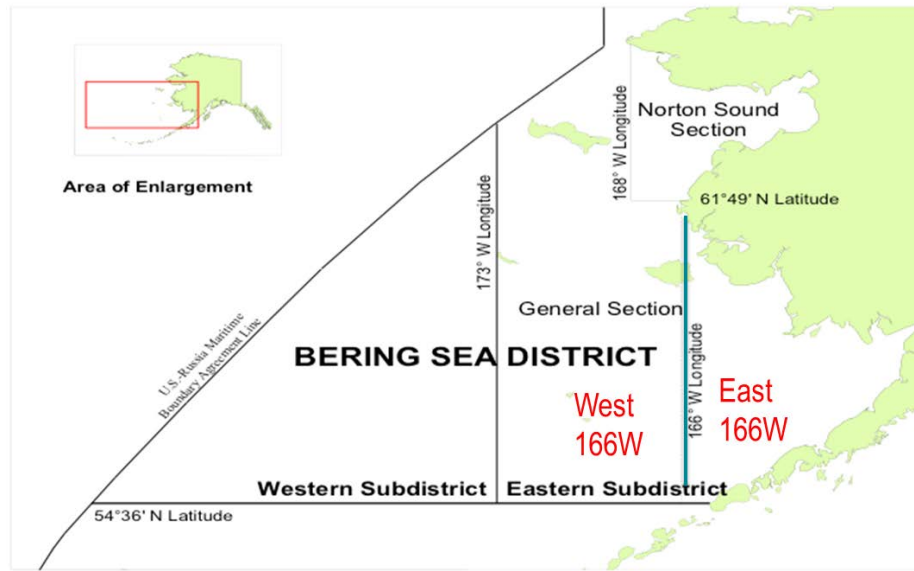 Area of Enlargement
Norton Sound
Section
168° W Longitude
61°49' N Latitude
173° W Longitude
General Section
U.S.-Russia Maritime
Boundary Agreement Line
BERING SEA DISTRICT
166° W Longitude
West
166W
East
166W
Western Subdistrict
Eastern Subdistrict
54°36' N Latitude